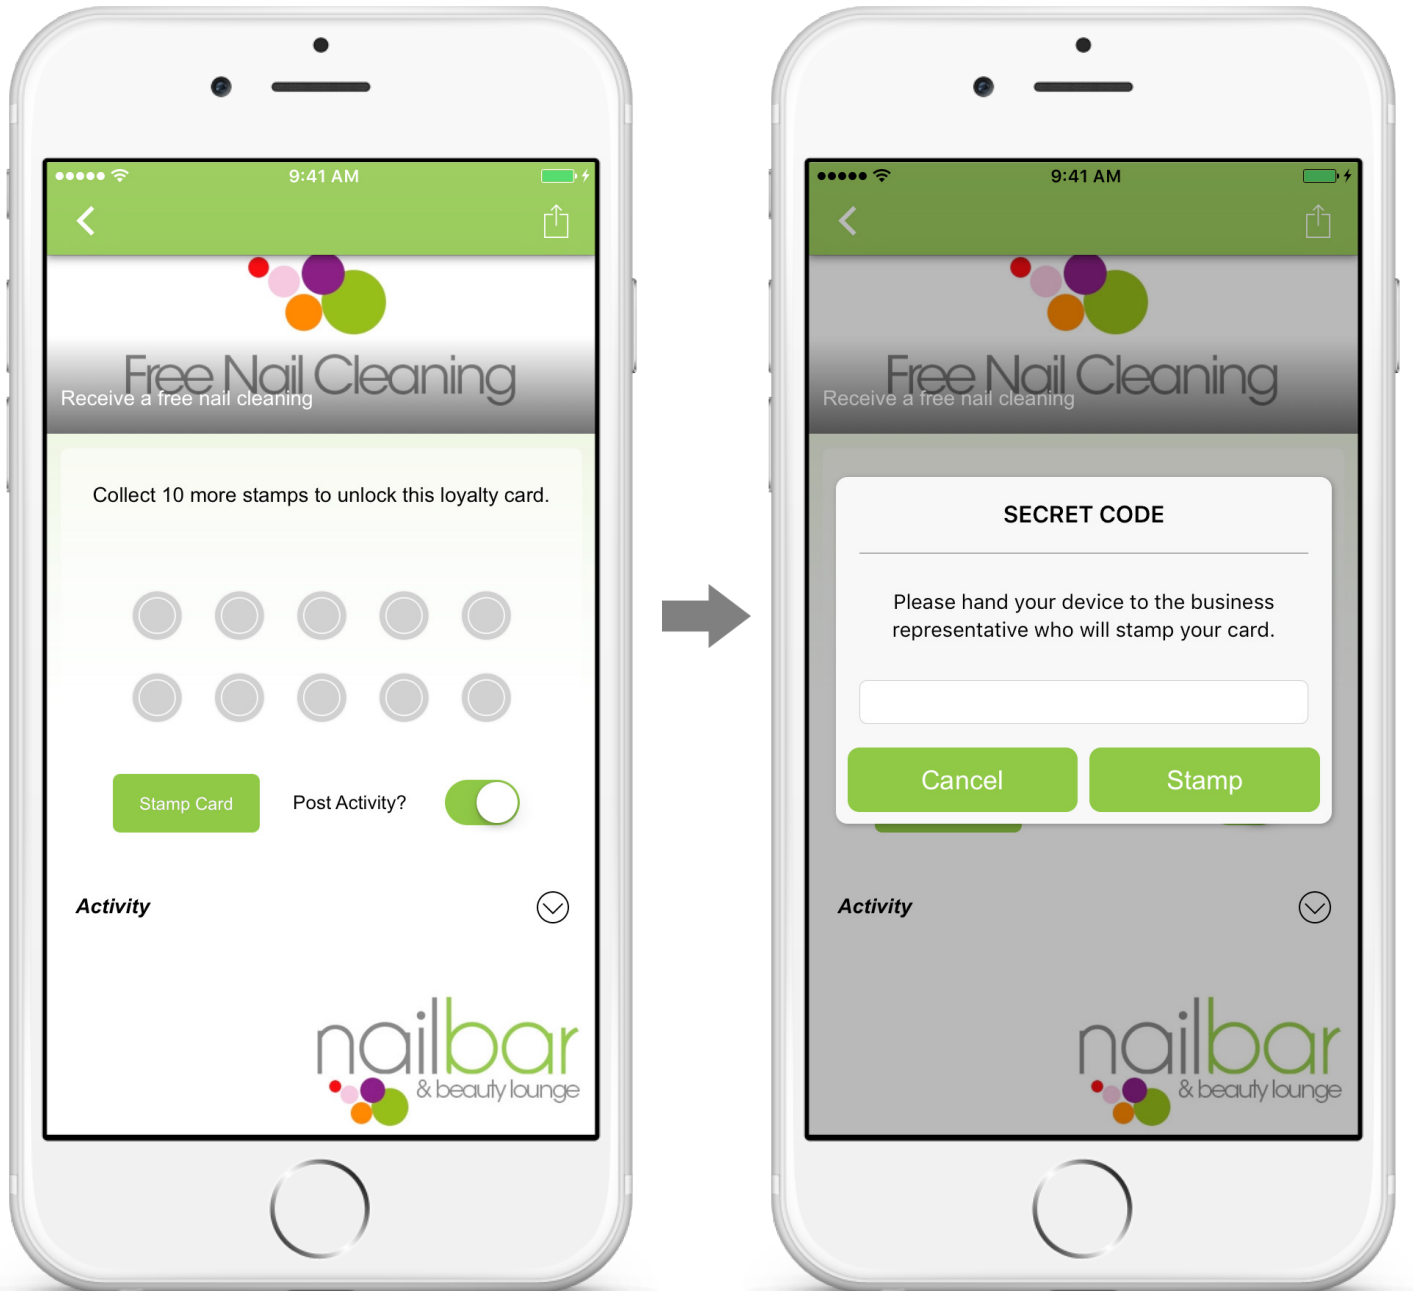 9:41 AM
Free Nail Cleaning
Receive a free nail cleaning
Collect 10 more stamps to unlock this loyalty card.
Stamp Card
Post Activity?
Activity
nailbar
& beauty lounge
9:41 AM
Free Nail Cleaning
Receive a free nail cleaning
SECRET CODE
Please hand your device to the business
representative who will stamp your card.
Cancel
Stamp
Activity
nailbar
& beauty lounge